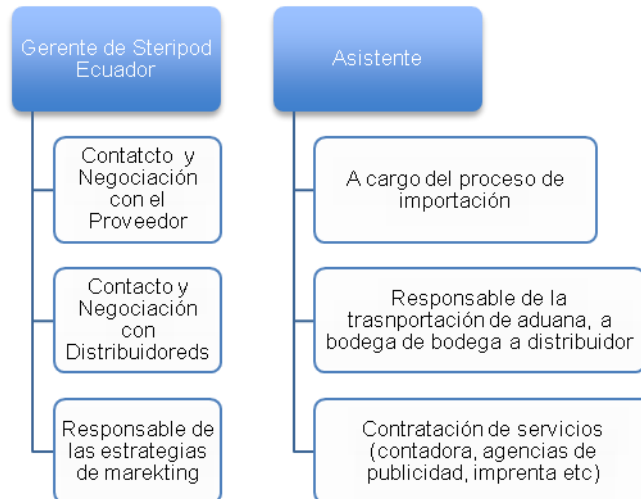 Gerente de Steripod
Ecuador
Contatcto y
Negociación
con el
Proveedor
Contacto y
Negociación
con
Distribuidoreds
Responsable de
las estrategias
de marekting
Asistente
A cargo del proceso de
importación
Responsable de la
trasnportación de aduana, a
bodega de bodega a distribuidor
Contratación de servicios
(contadora, agencias de
publicidad, imprenta etc)